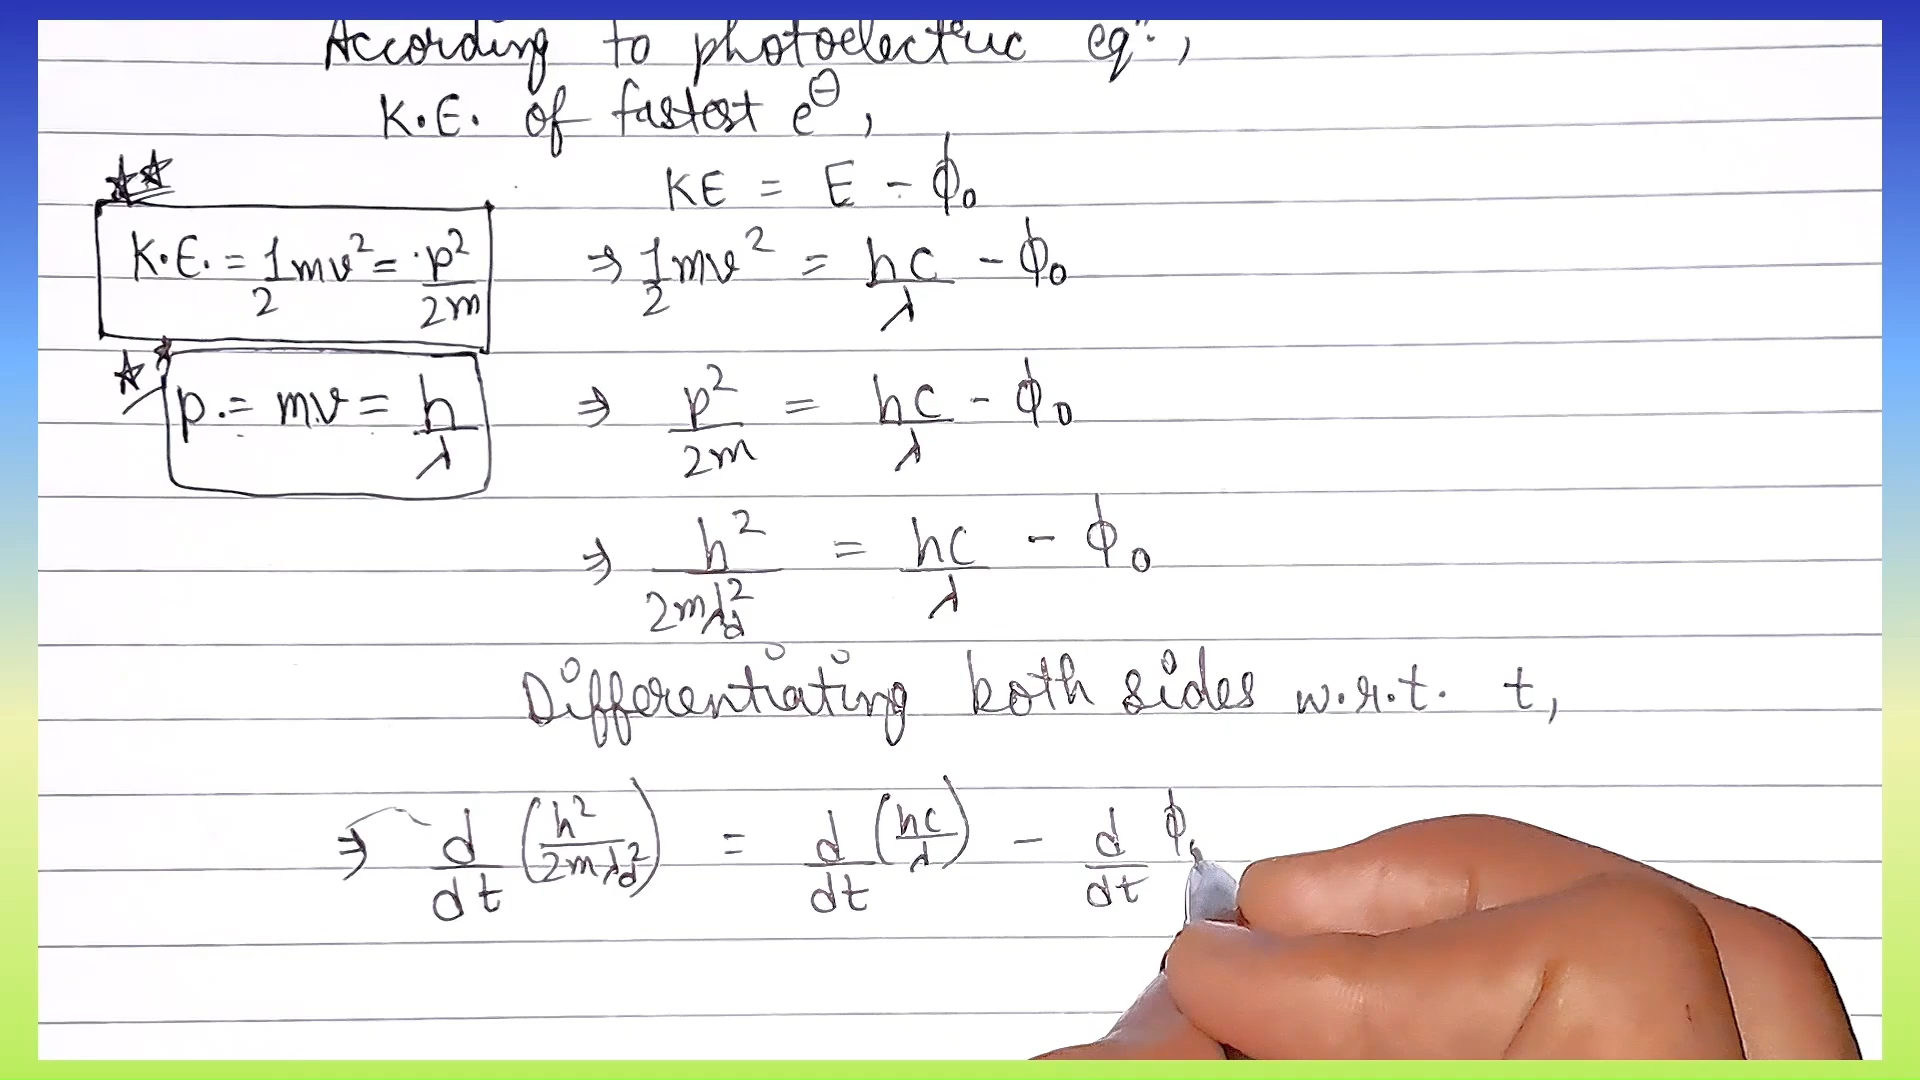 According to photoelectric eqⁿ.,
K.E. of fastest e⊖,
KE = E - ϕ₀
K.E. = 1/2 mv² = p²/2m
⇒ 1/2 mv² = hc/λ - ϕ₀
p = mv = h/λ
⇒ p²/2m = hc/λ - ϕ₀
⇒ h²/2mλd² = hc/λ - ϕ₀
Differentiating both sides w.r.t. t,
⇒ d/dt (h²/2mλd²) = d/dt (hc/λ) - d/dt ϕ